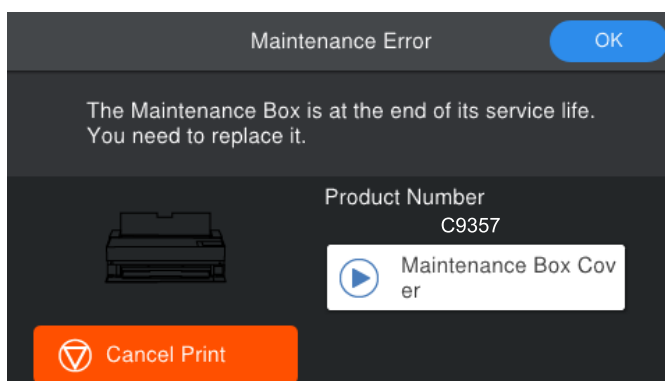 Maintenance Error
OK
The Maintenance Box is at the end of its service life.
You need to replace it.
Product Number
C9357
Maintenance Box Cov
er
Cancel Print